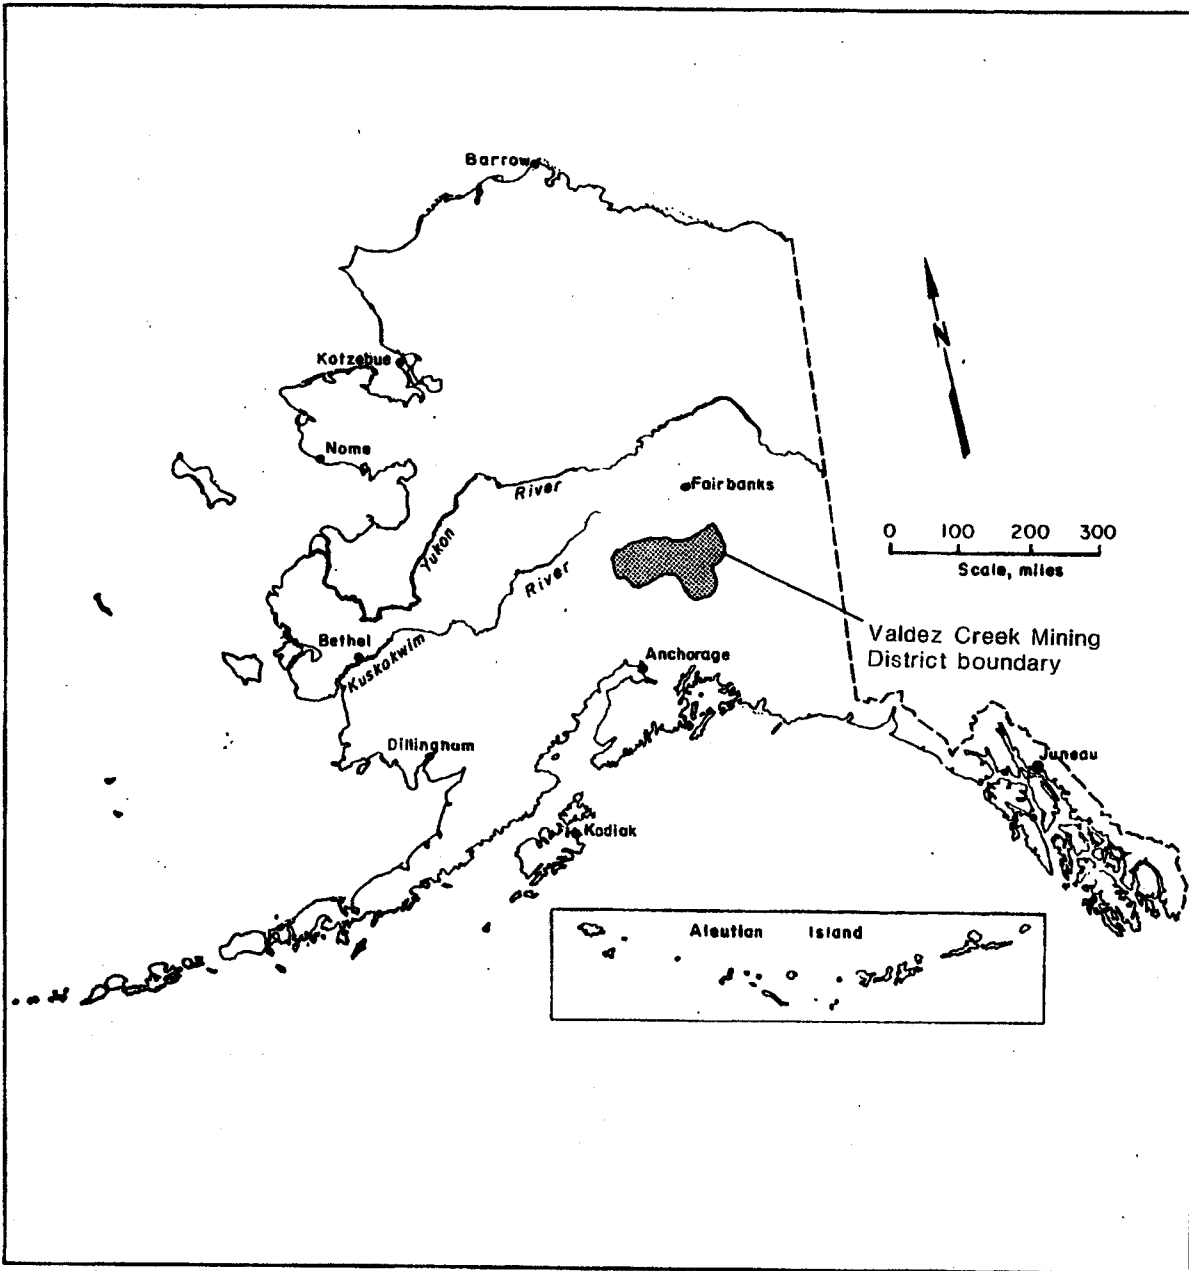 Barrow
N
Kotzebue
Nome
River
Fairbanks
Yukon
River
0 100 200 300
Scale, miles
Valdez Creek Mining
District boundary
Bethel
Kuskokwim
Anchorage
Dillingham
Juneau
Kodiak
Aleutian Island